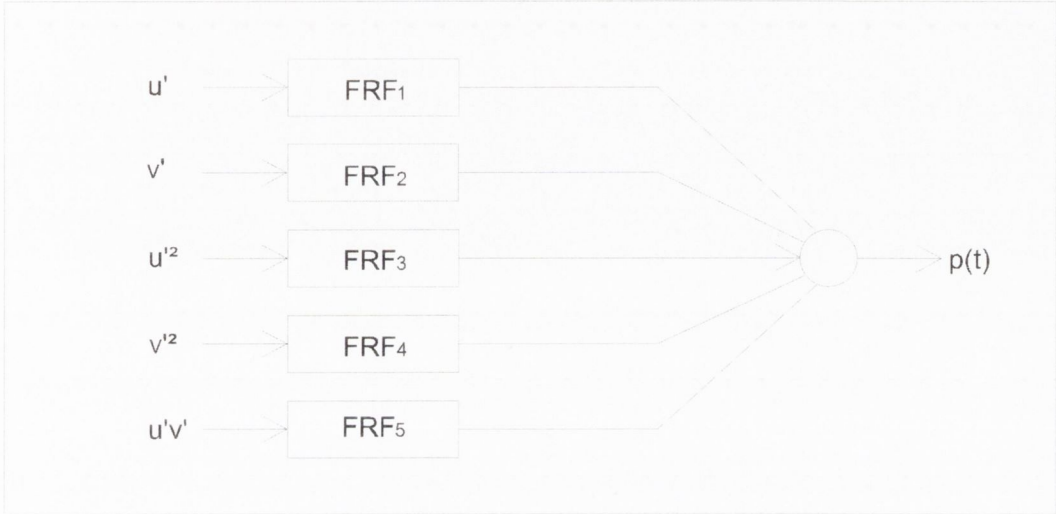 u' FRF₁
v' FRF₂
u'² FRF₃ p(t)
v'² FRF₄
u'v' FRF₅